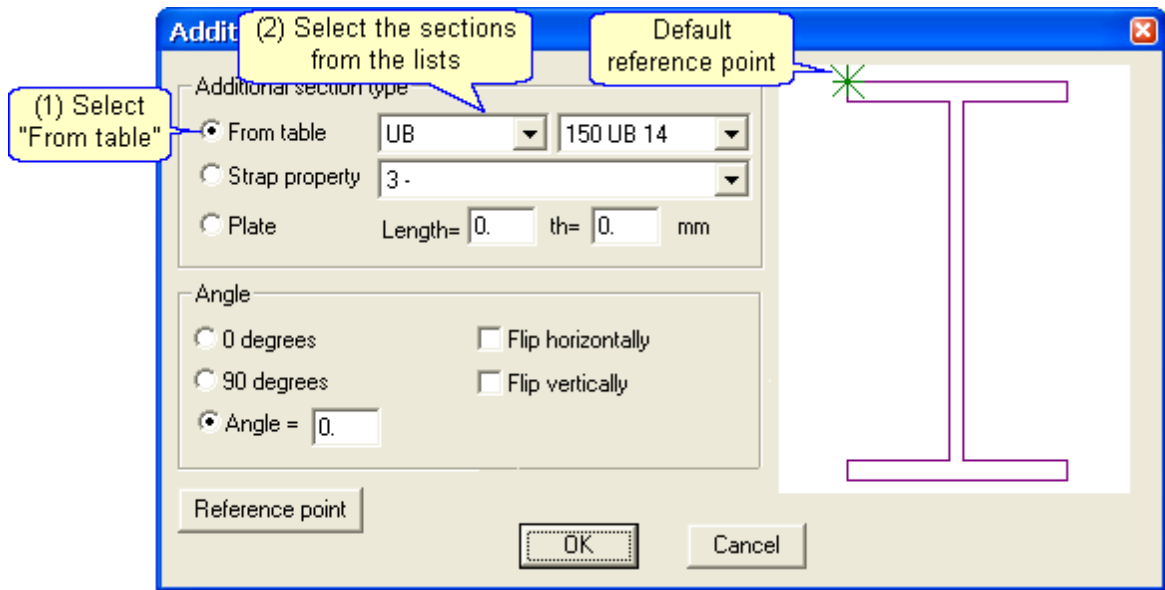 Addit
(2) Select the sections
from the lists
Default
reference point
(1) Select
"From table"
Additional section type
From table UB 150 UB 14
Strap property 3 -
Plate Length= 0. th= 0. mm
Angle
0 degrees Flip horizontally
90 degrees Flip vertically
Angle = 0.
Reference point
OK Cancel